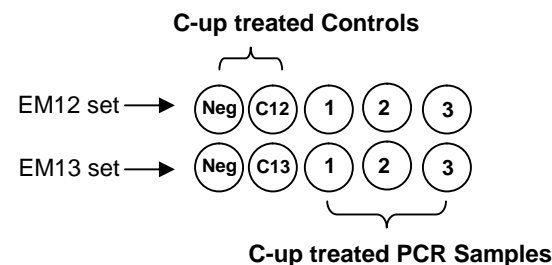 C-up treated Controls
EM12 set Neg C12 1 2 3
EM13 set Neg C13 1 2 3
C-up treated PCR Samples